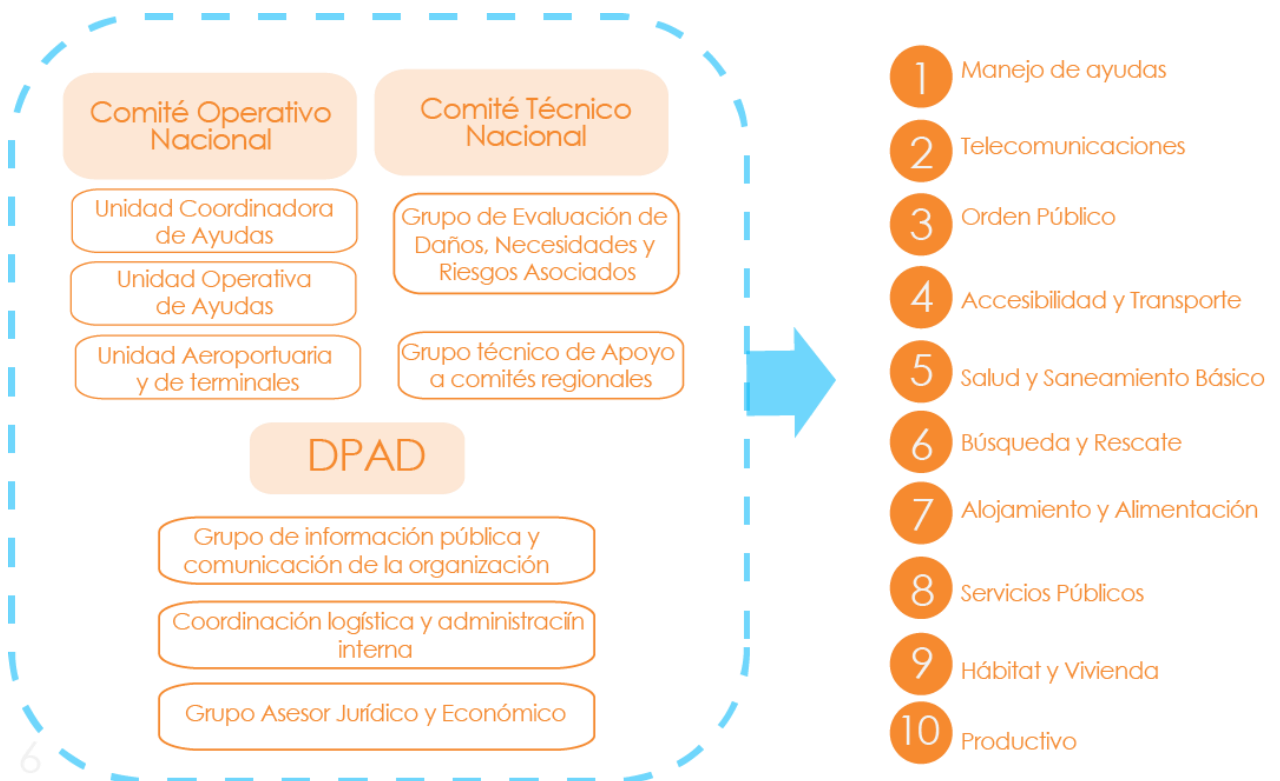 Comité Operativo
Nacional
Unidad Coordinadora
de Ayudas
Unidad Operativa
de Ayudas
Unidad Aeroportuaria
y de terminales
Comité Técnico
Nacional
Grupo de Evaluación de
Daños, Necesidades y
Riesgos Asociados
Grupo técnico de Apoyo
a comités regionales
DPAD
Grupo de información pública y
comunicación de la organización
Coordinación logística y administraciín
interna
Grupo Asesor Jurídico y Económico
6
1 Manejo de ayudas
2 Telecomunicaciones
3 Orden Público
4 Accesibilidad y Transporte
5 Salud y Saneamiento Básico
6 Búsqueda y Rescate
7 Alojamiento y Alimentación
8 Servicios Públicos
9 Hábitat y Vivienda
10 Productivo